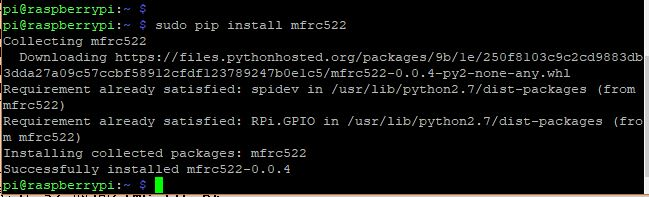 pi@raspberrypi:~ $
pi@raspberrypi:~ $ sudo pip install mfrc522
Collecting mfrc522
  Downloading https://files.pythonhosted.org/packages/9b/1e/250f8103c9c2cd9883db
3dda27a09c57ccbf58912cfdf123789247b0e1c5/mfrc522-0.0.4-py2-none-any.whl
Requirement already satisfied: spidev in /usr/lib/python2.7/dist-packages (from
mfrc522)
Requirement already satisfied: RPi.GPIO in /usr/lib/python2.7/dist-packages (fro
m mfrc522)
Installing collected packages: mfrc522
Successfully installed mfrc522-0.0.4
pi@raspberrypi:~ $